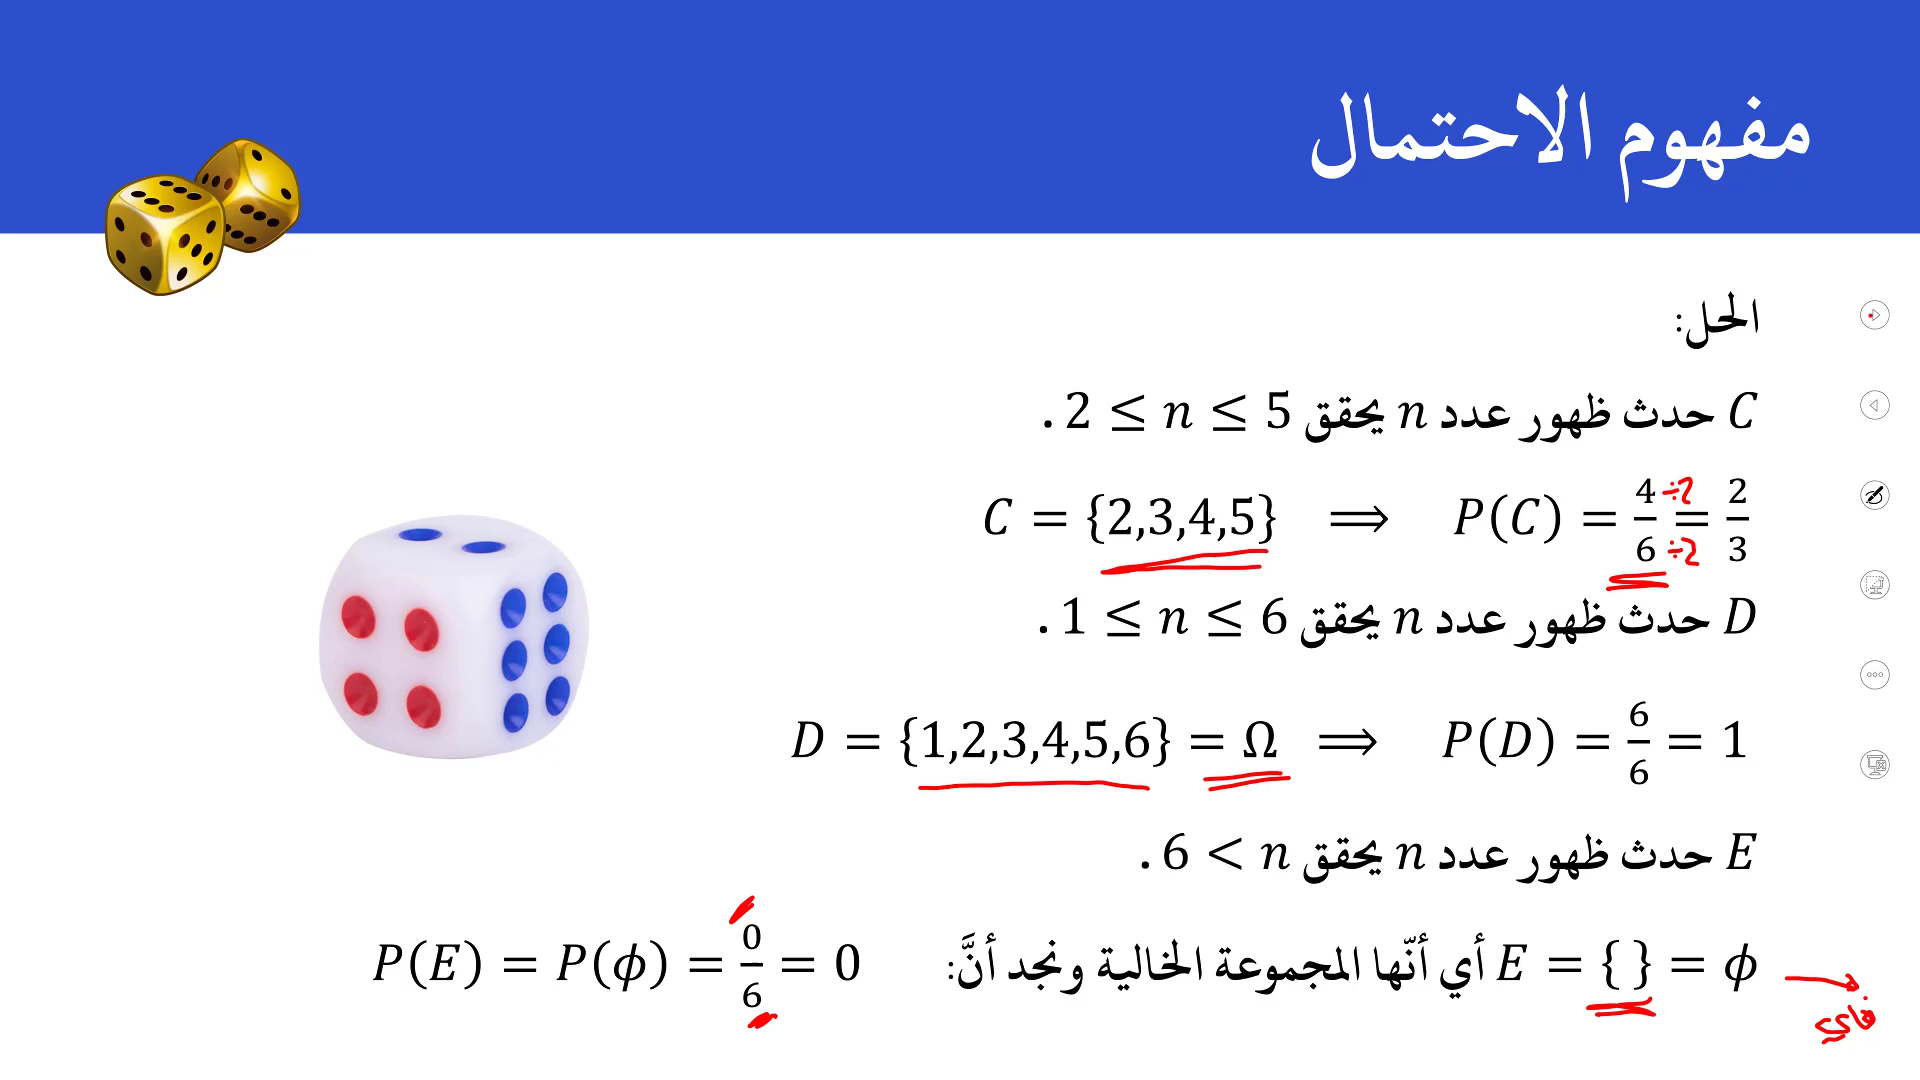 مفهوم الاحتمال
الحل:
C حدث ظهور عدد n يحقق 2 ≤ n ≤ 5 .
C = {2,3,4,5} ⟹ P(C) = 4/6 = 2/3
÷2
÷2
D حدث ظهور عدد n يحقق 1 ≤ n ≤ 6 .
D = {1,2,3,4,5,6} = Ω ⟹ P(D) = 6/6 = 1
E حدث ظهور عدد n يحقق 6 < n .
E = { } = ϕ أي أنّها المجموعة الخالية ونجد أنَّ: P(E) = P(ϕ) = 0/6 = 0
فاي